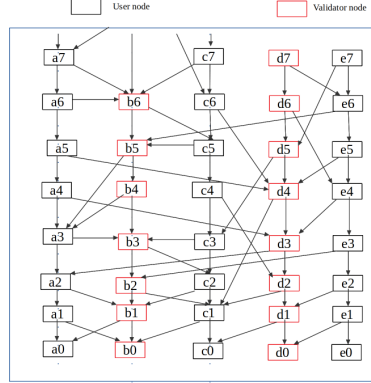 User node Validator node
c7 d7 e7
a7
a6 b6 c6 d6 e6
a5 b5 c5 d5 e5
a4 b4 c4 d4 e4
a3 b3 c3 d3 e3
a2 b2 c2 d2 e2
a1 b1 c1 d1 e1
a0 b0 c0 d0 e0